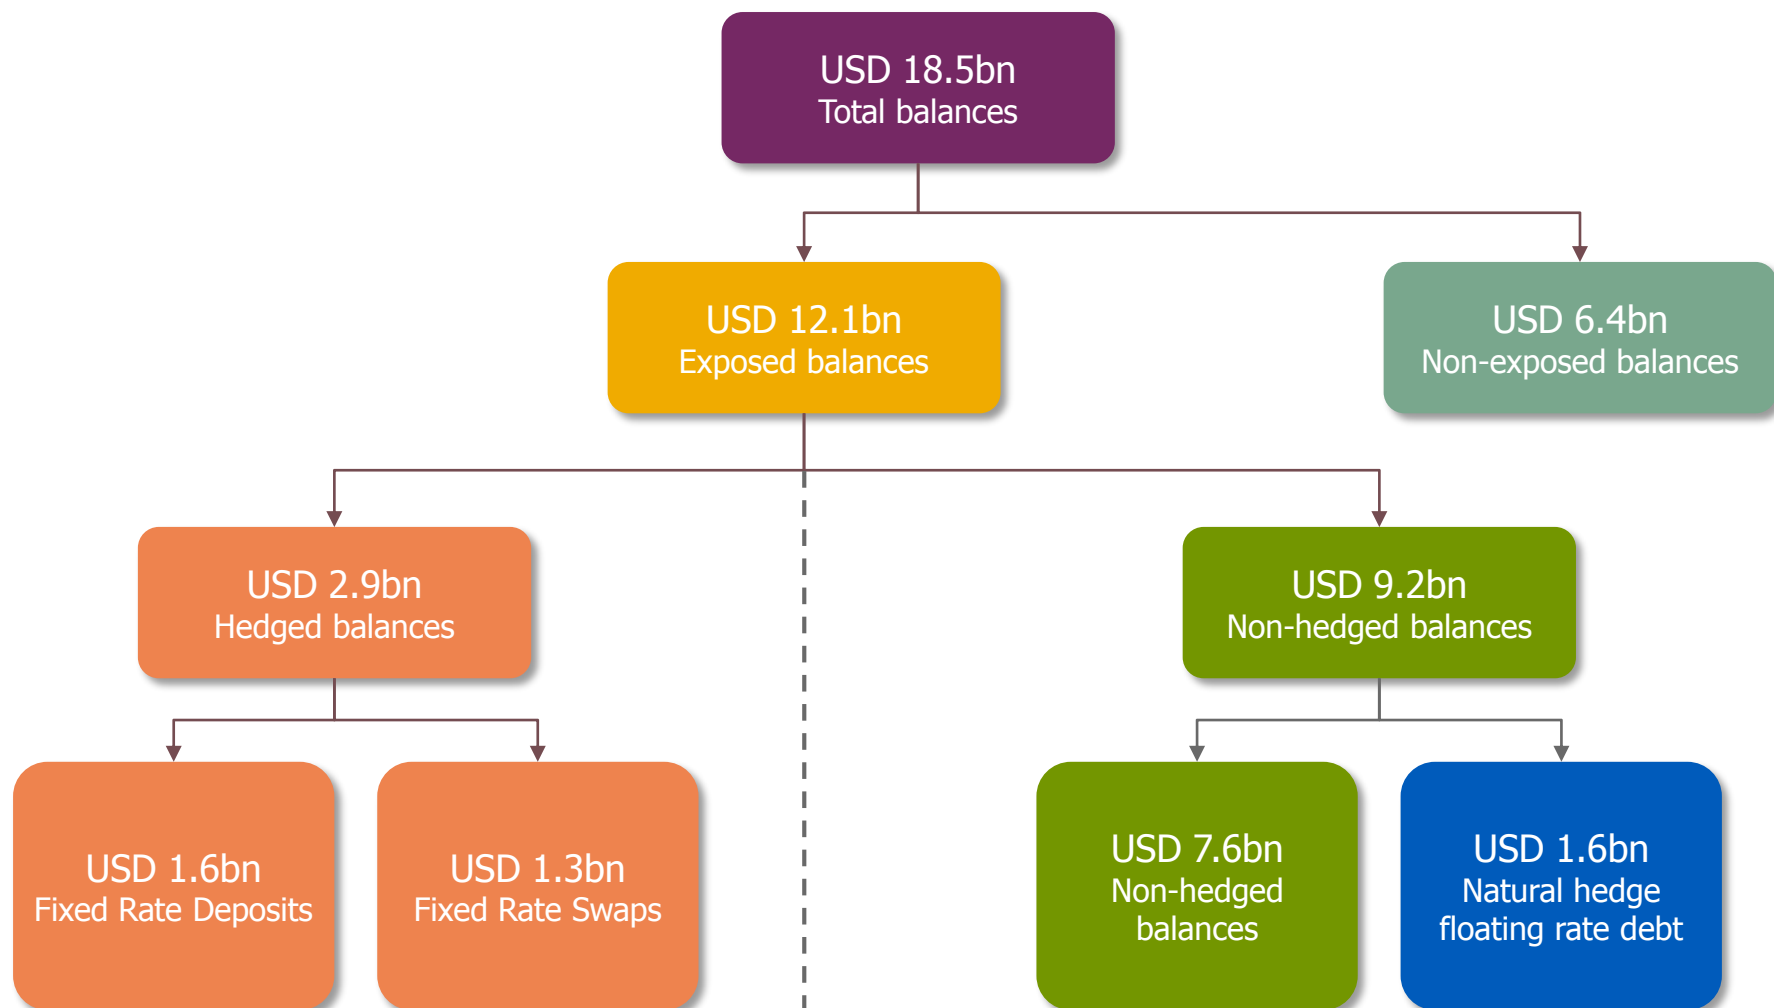 USD 18.5bn
Total balances
USD 12.1bn
Exposed balances
USD 6.4bn
Non-exposed balances
USD 2.9bn
Hedged balances
USD 9.2bn
Non-hedged balances
USD 1.6bn
Fixed Rate Deposits
USD 1.3bn
Fixed Rate Swaps
USD 7.6bn
Non-hedged
balances
USD 1.6bn
Natural hedge
floating rate debt